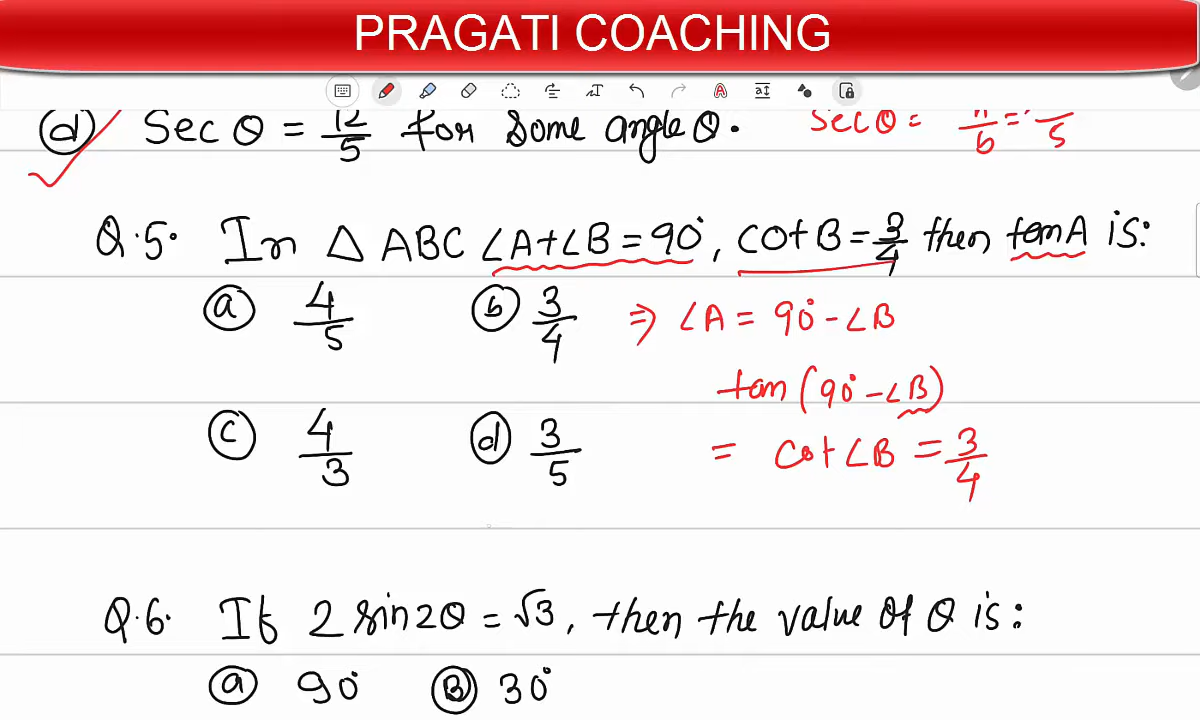 PRAGATI COACHING
(d) Sec θ = 12/5 for some angle θ. Sec θ =
Q.5. In △ ABC ∠A+∠B = 90°, cot B = 3/4 then tan A is:
(a) 4/5 (b) 3/4 ⇒ ∠A = 90° - ∠B
tan (90° - ∠B)
(c) 4/3 (d) 3/5 = cot ∠B = 3/4
Q.6. If 2 sin2θ = √3, then the value of θ is:
(a) 90° (B) 30°